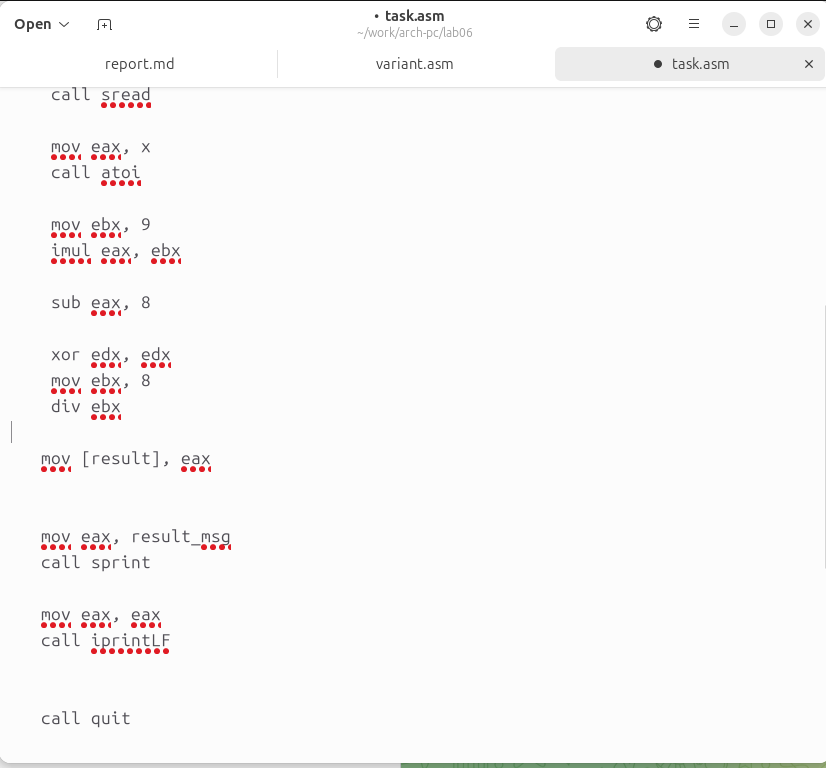 Open
• task.asm
~/work/arch-pc/lab06
report.md
variant.asm
● task.asm
call sread
mov eax, x
call atoi
mov ebx, 9
imul eax, ebx
sub eax, 8
xor edx, edx
mov ebx, 8
div ebx
mov [result], eax
mov eax, result_msg
call sprint
mov eax, eax
call iprintLF
call quit